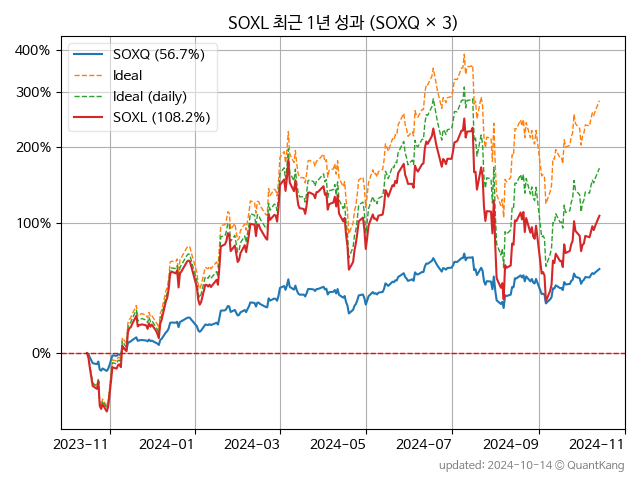 SOXL 최근 1년 성과 (SOXQ × 3)
400%
300%
200%
100%
0%
SOXQ (56.7%)
Ideal
Ideal (daily)
SOXL (108.2%)
2023-11
2024-01
2024-03
2024-05
2024-07
2024-09
2024-11
updated: 2024-10-14 © QuantKang